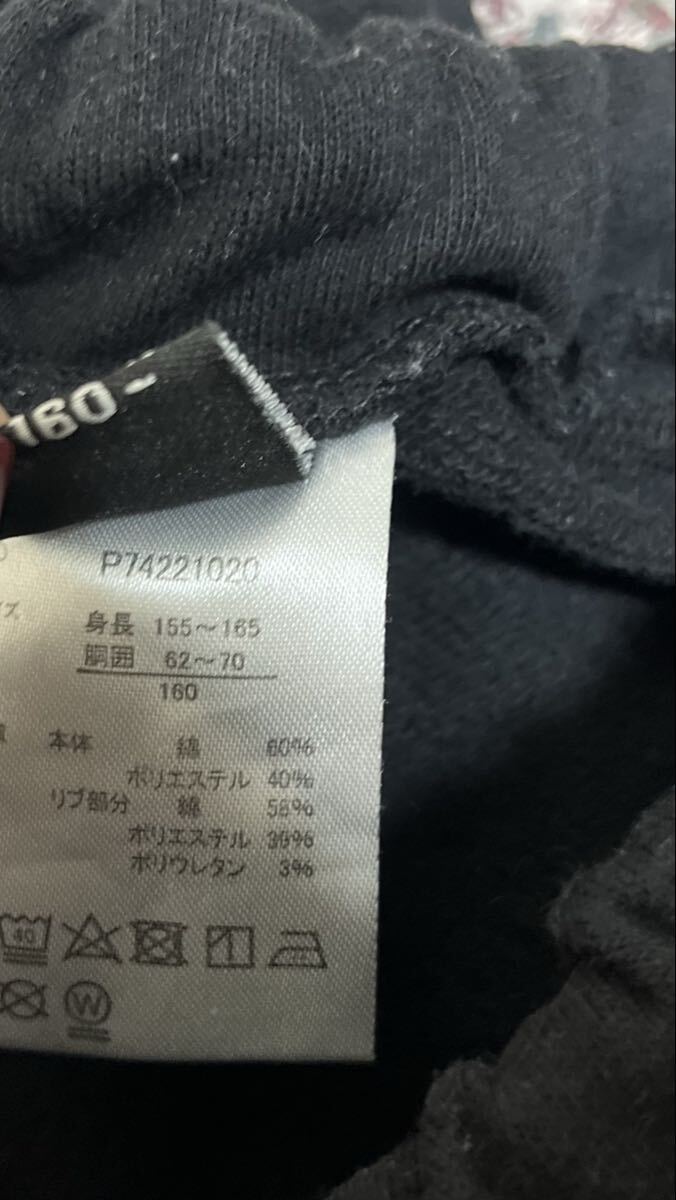 160
P74221020
身長 155～165
胴囲 62～70
160
本体 綿 60%
ポリエステル 40%
リブ部分 綿 58%
ポリエステル 39%
ポリウレタン 3%
40
W